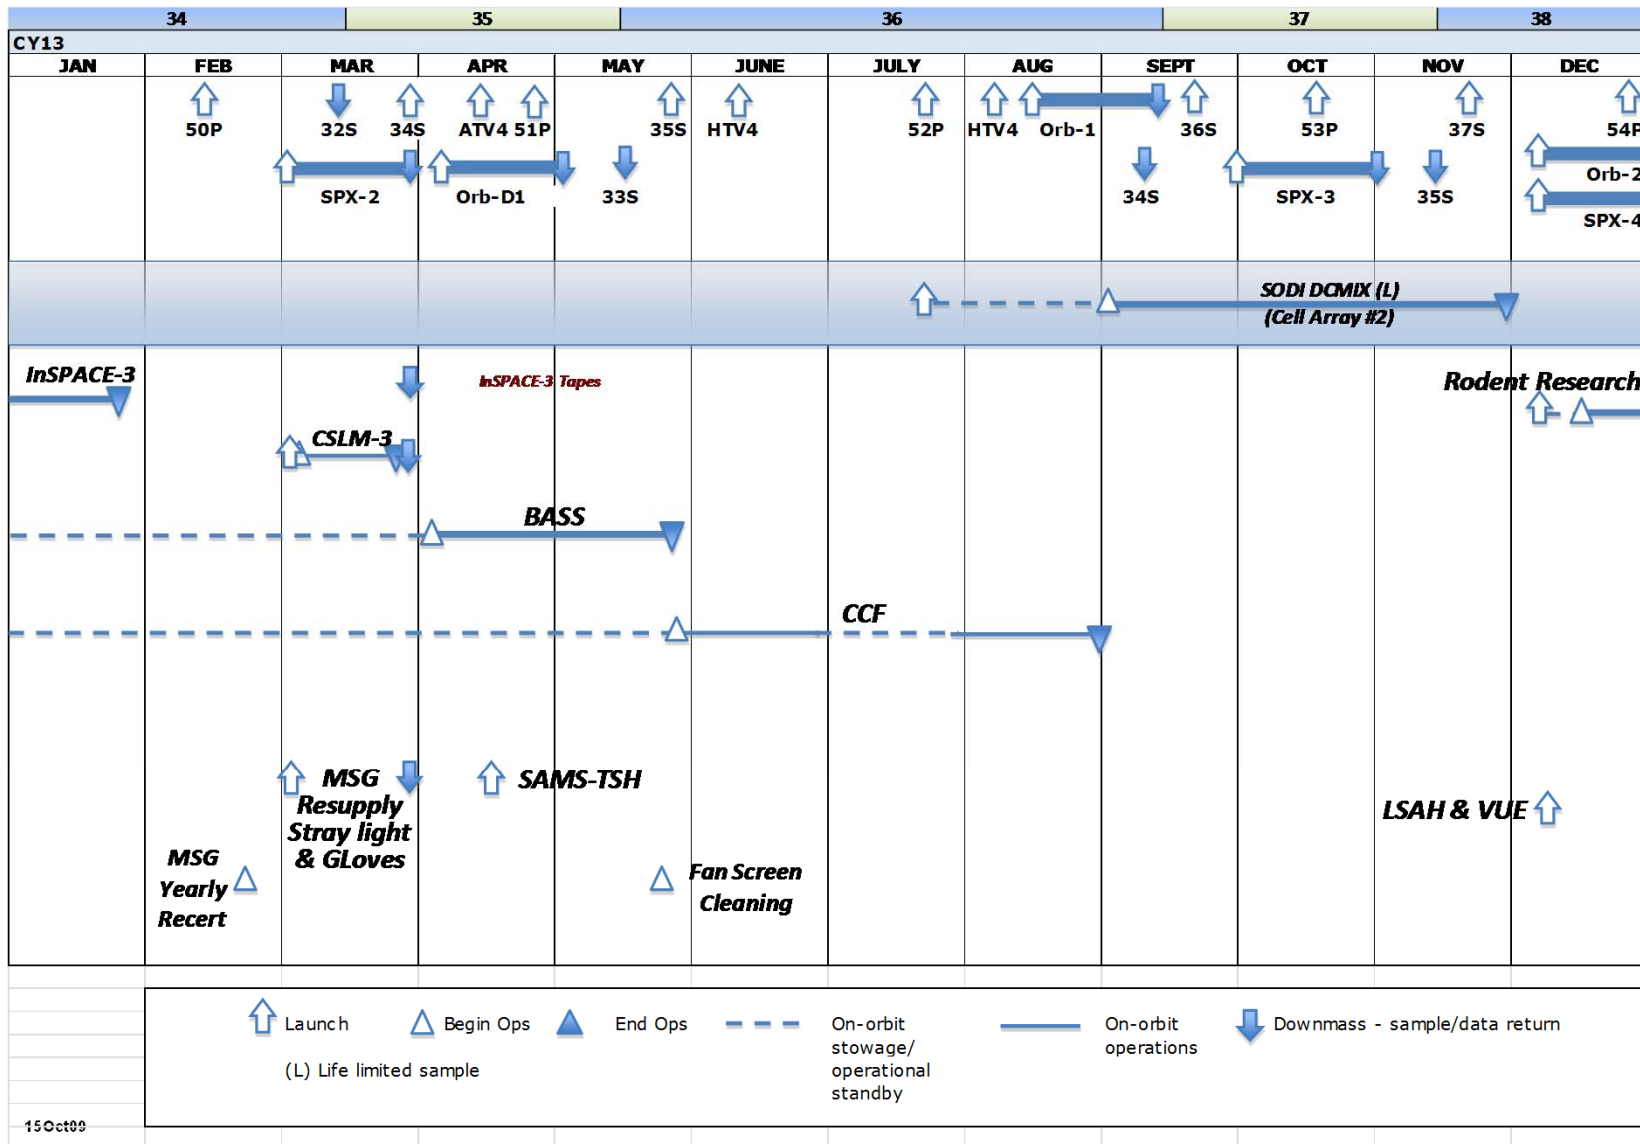 34 35 36 37 38
CY13
JAN FEB MAR APR MAY JUNE JULY AUG SEPT OCT NOV DEC
50P 32S 34S ATV4 51P 35S HTV4 52P HTV4 Orb-1 36S 53P 37S 54P
SPX-2 Orb-D1 33S 34S SPX-3 35S Orb-2
SPX-4
SODI DCMIX (L)
(Cell Array #2)
InSPACE-3 InSPACE-3 Tapes Rodent Research
CSLM-3
BASS
CCF
MSG
Resupply
Stray light
& GLoves
SAMS-TSH
LSAH & VUE
MSG
Yearly
Recert
Fan Screen
Cleaning
Launch Begin Ops End Ops
On-orbit
stowage/
operational
standby
On-orbit
operations
Downmass - sample/data return
(L) Life limited sample
15Oct09